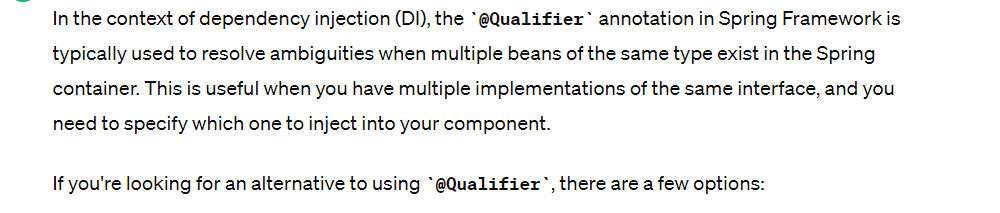 In the context of dependency injection (DI), the `@Qualifier` annotation in Spring Framework is
typically used to resolve ambiguities when multiple beans of the same type exist in the Spring
container. This is useful when you have multiple implementations of the same interface, and you
need to specify which one to inject into your component.
If you're looking for an alternative to using `@Qualifier`, there are a few options: